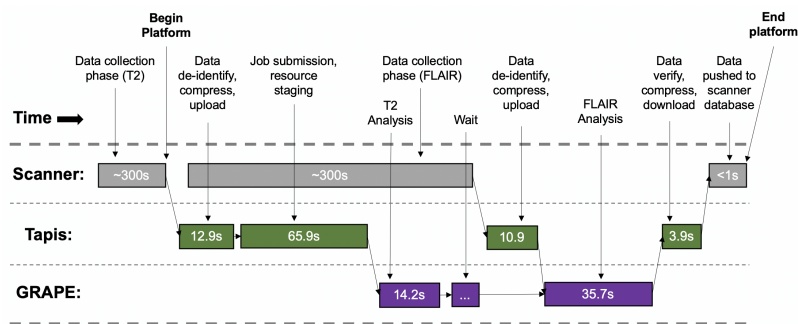 Begin
Platform
End
platform
Data collection
phase (T2)
Data
de-identify,
compress,
upload
Job submission,
resource
staging
Data collection
phase (FLAIR)
Data
de-identify,
compress,
upload
Data
verify,
compress,
download
Data
pushed to
scanner
database
T2
Analysis
Wait
FLAIR
Analysis
Time
Scanner:
~300s
~300s
<1s
Tapis:
12.9s
65.9s
10.9
3.9s
GRAPE:
14.2s
...
35.7s